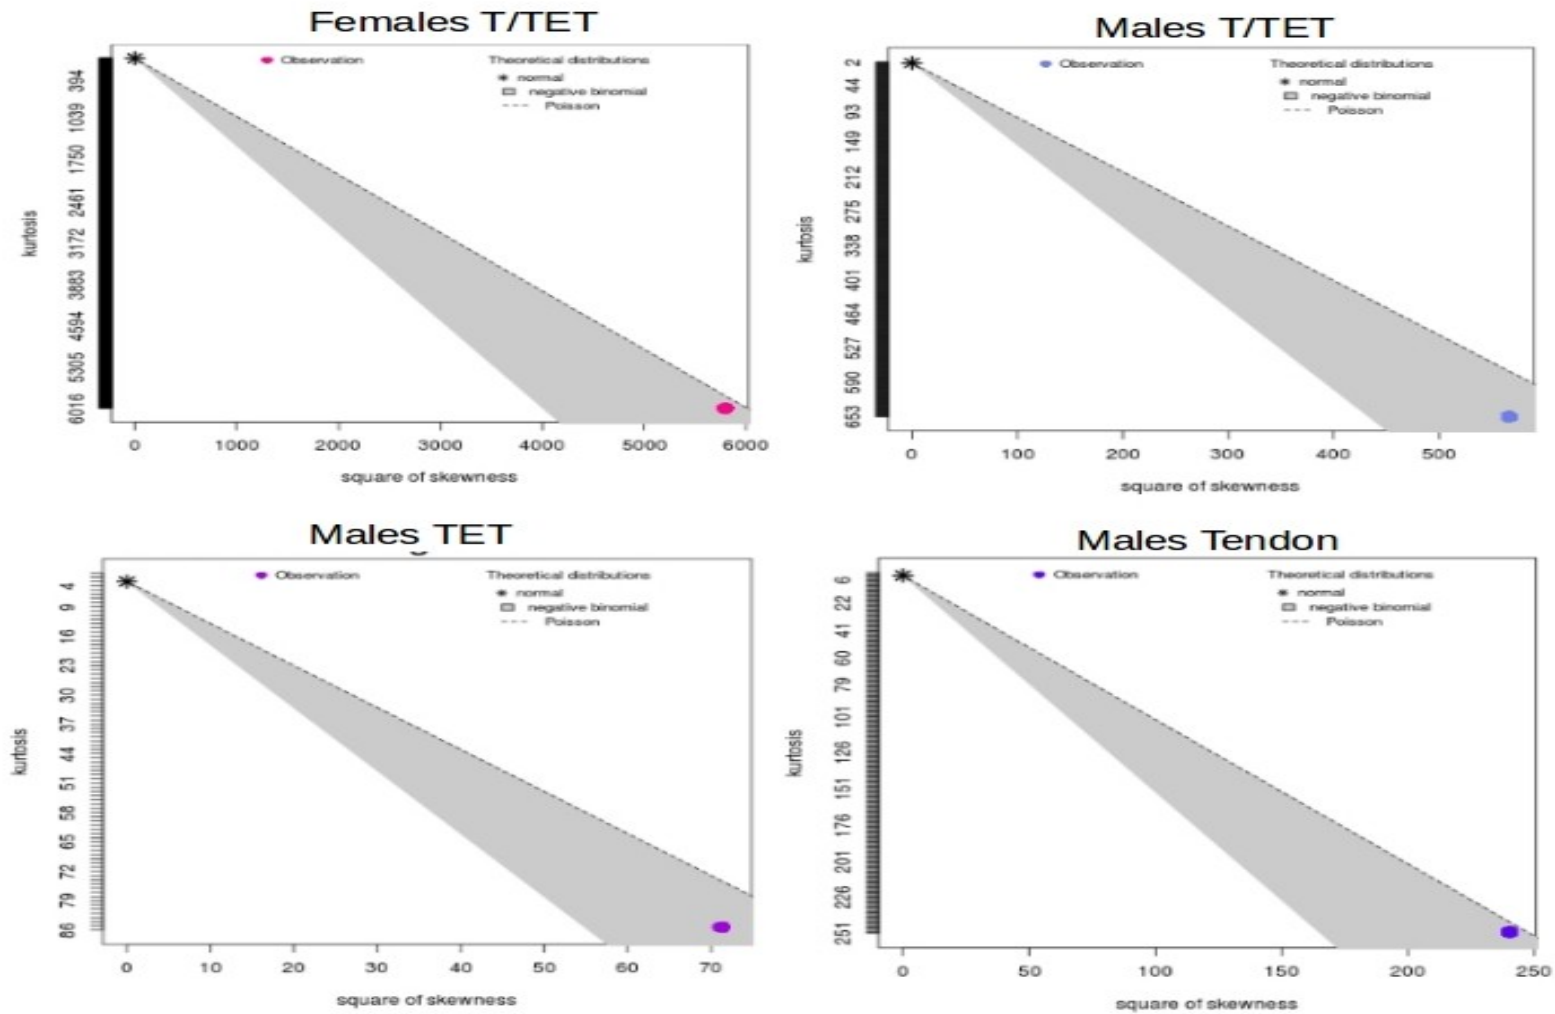 Females T/TET
Observation
Theoretical distributions
normal
negative binomial
Poisson
kurtosis
394
1039
1750
2461
3172
3883
4594
5305
6016
0 1000 2000 3000 4000 5000 6000
square of skewness
Males T/TET
Observation
Theoretical distributions
normal
negative binomial
Poisson
kurtosis
2
44
93
149
212
275
338
401
464
527
590
653
0 100 200 300 400 500
square of skewness
Males TET
Observation
Theoretical distributions
normal
negative binomial
Poisson
kurtosis
4
9
16
23
30
37
44
51
58
65
72
79
86
0 10 20 30 40 50 60 70
square of skewness
Males Tendon
Observation
Theoretical distributions
normal
negative binomial
Poisson
kurtosis
6
22
41
60
79
101
126
151
176
201
226
251
0 50 100 150 200 250
square of skewness